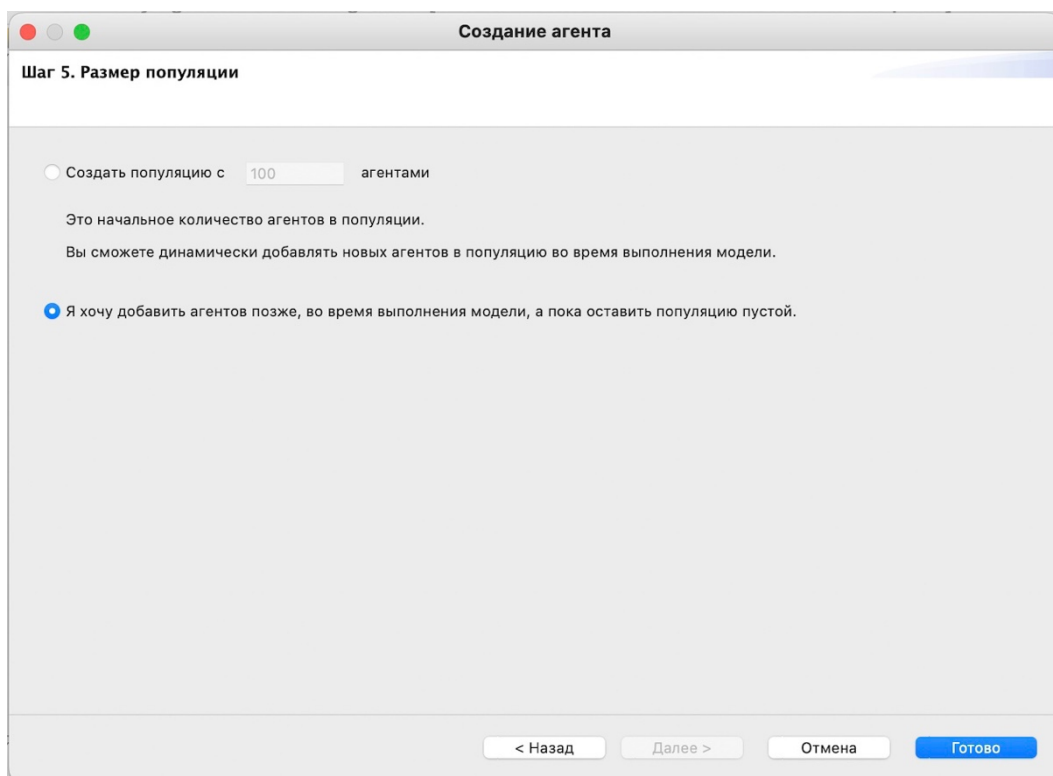 Создание агента
Шаг 5. Размер популяции
Создать популяцию с 100 агентами
Это начальное количество агентов в популяции.
Вы сможете динамически добавлять новых агентов в популяцию во время выполнения модели.
Я хочу добавить агентов позже, во время выполнения модели, а пока оставить популяцию пустой.
< Назад Далее > Отмена Готово